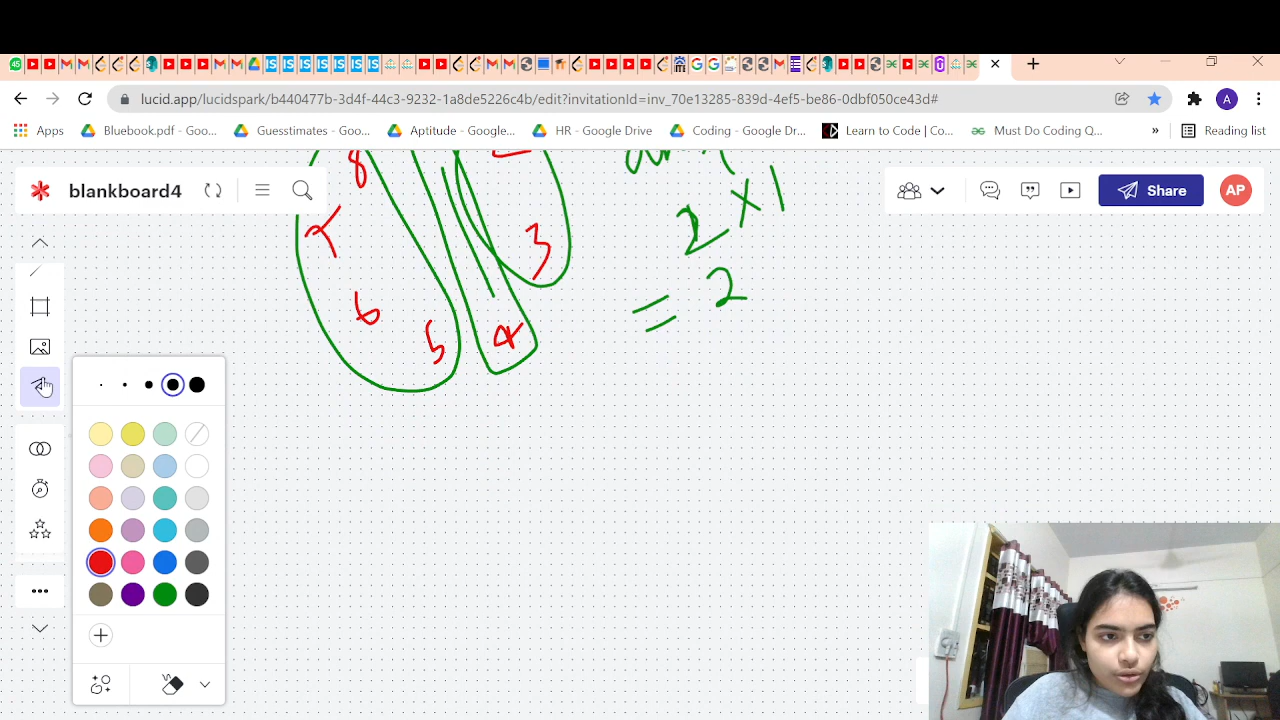 45
lucid.app/lucidspark/b440477b-3d4f-44c3-9232-1a8de5226c4b/edit?invitationId=inv_70e13285-839d-4ef5-be86-0dbf050ce43d#
A
Apps
Bluebook.pdf - Goo...
Guesstimates - Goo...
Aptitude - Google...
HR - Google Drive
Coding - Google Dr...
Learn to Code | Co...
Must Do Coding Q...
»
Reading list
blankboard4
Share
AP
8
2 x 1
7
3
= 2
6
5
4